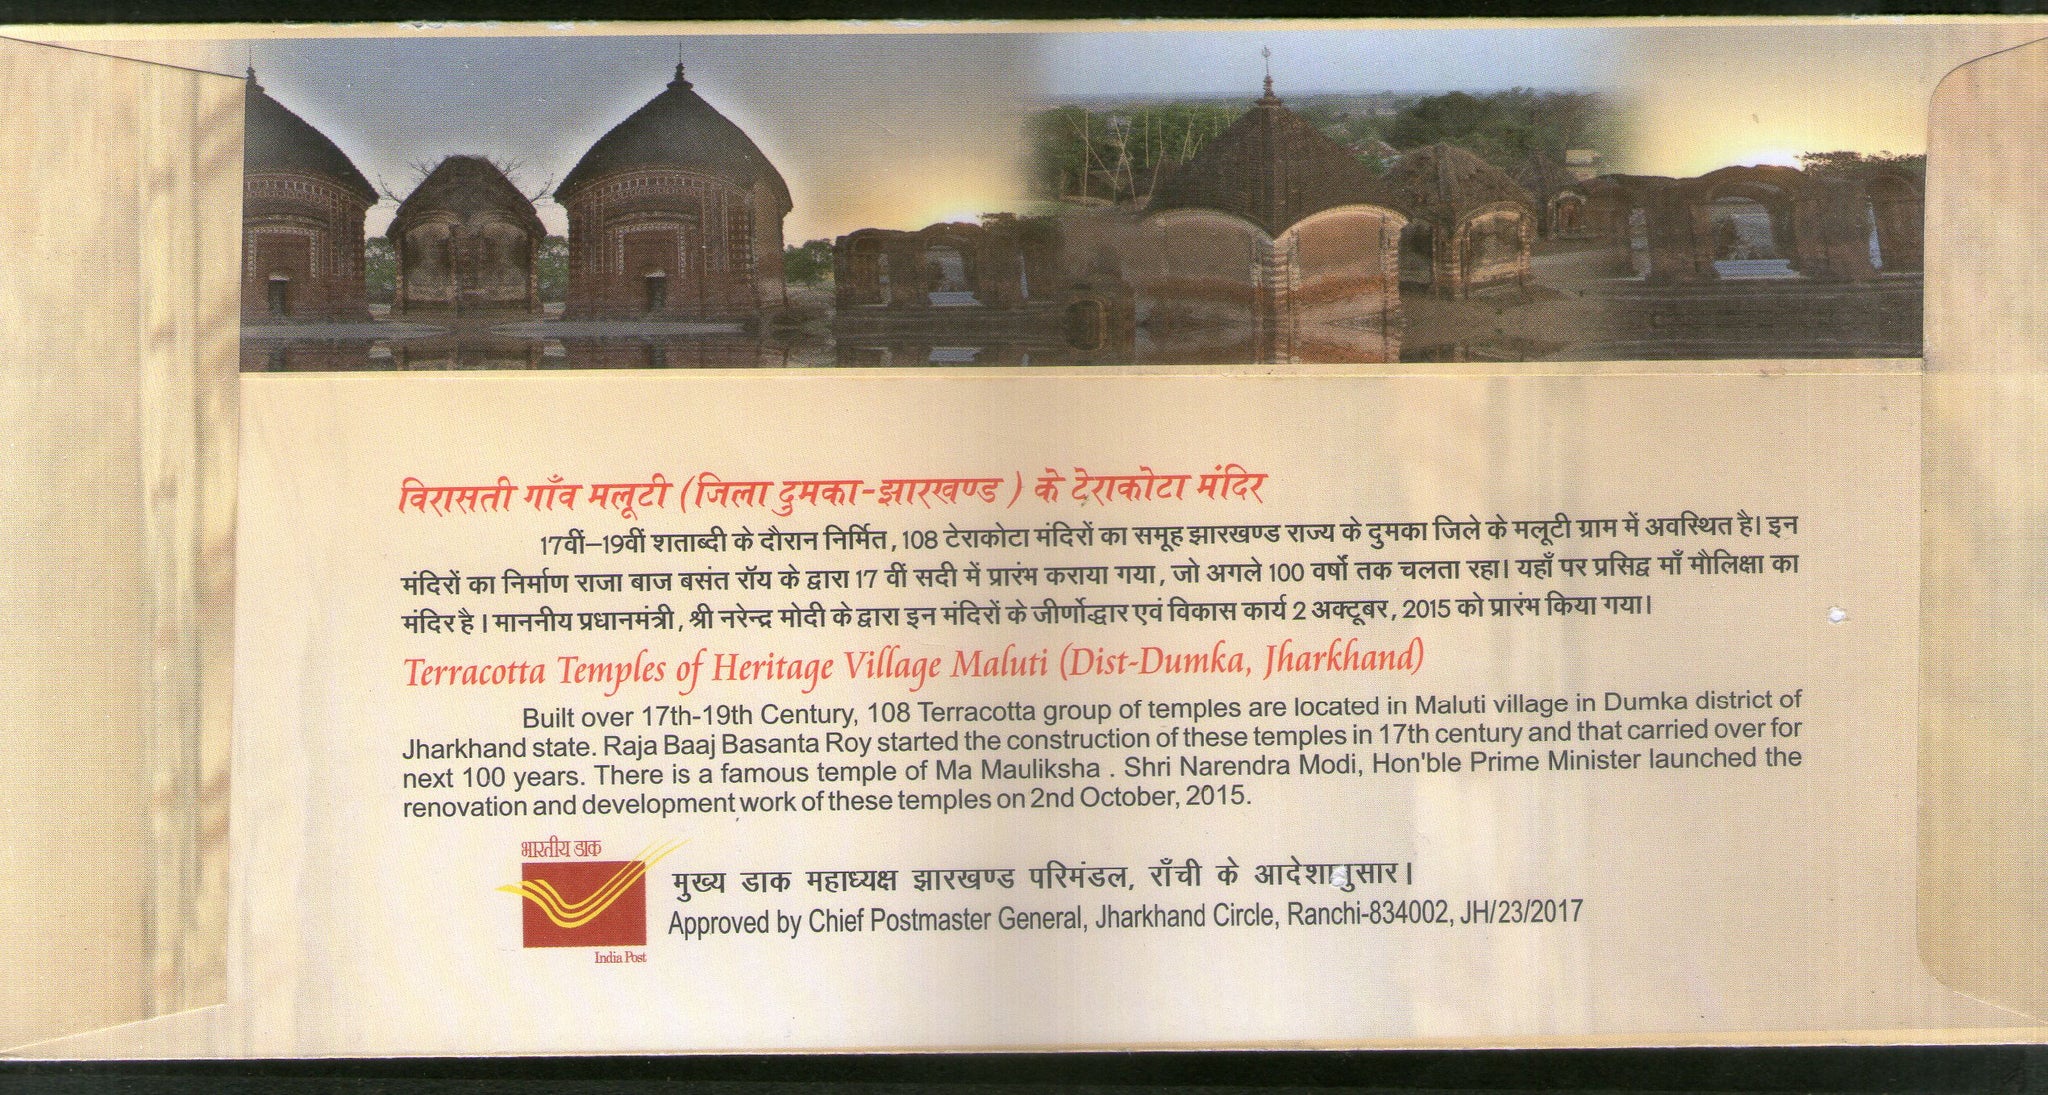 विरासती गाँव मलूटी (जिला दुमका-झारखण्ड) के टेराकोटा मंदिर
17वीं–19वीं शताब्दी के दौरान निर्मित, 108 टेराकोटा मंदिरों का समूह झारखण्ड राज्य के दुमका जिले के मलूटी ग्राम में अवस्थित है। इन
मंदिरों का निर्माण राजा बाज बसंत रॉय के द्वारा 17 वीं सदी में प्रारंभ कराया गया, जो अगले 100 वर्षों तक चलता रहा। यहाँ पर प्रसिद्व माँ मौलिक्षा का
मंदिर है। माननीय प्रधानमंत्री, श्री नरेन्द्र मोदी के द्वारा इन मंदिरों के जीर्णोद्धार एवं विकास कार्य 2 अक्टूबर, 2015 को प्रारंभ किया गया।
Terracotta Temples of Heritage Village Maluti (Dist-Dumka, Jharkhand)
Built over 17th-19th Century, 108 Terracotta group of temples are located in Maluti village in Dumka district of
Jharkhand state. Raja Baaj Basanta Roy started the construction of these temples in 17th century and that carried over for
next 100 years. There is a famous temple of Ma Mauliksha . Shri Narendra Modi, Hon'ble Prime Minister launched the
renovation and development work of these temples on 2nd October, 2015.
भारतीय डाक
India Post
मुख्य डाक महाध्यक्ष झारखण्ड परिमंडल, राँची के आदेशानुसार।
Approved by Chief Postmaster General, Jharkhand Circle, Ranchi-834002, JH/23/2017